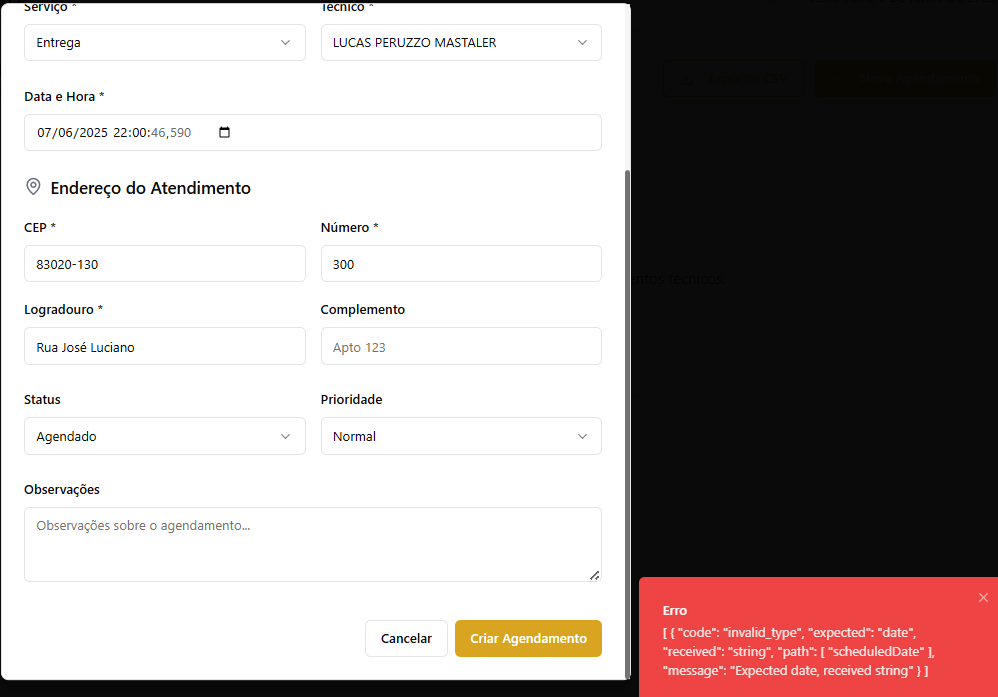 Serviço *
Técnico *
Entrega
LUCAS PERUZZO MASTALER
Data e Hora *
07/06/2025 22:00:46,590
Endereço do Atendimento
CEP *
Número *
83020-130
300
Logradouro *
Complemento
Rua José Luciano
Apto 123
Status
Prioridade
Agendado
Normal
Observações
Observações sobre o agendamento...
Cancelar
Criar Agendamento
Erro
[ { "code": "invalid_type", "expected": "date",
"received": "string", "path": [ "scheduledDate" ],
"message": "Expected date, received string" } ]